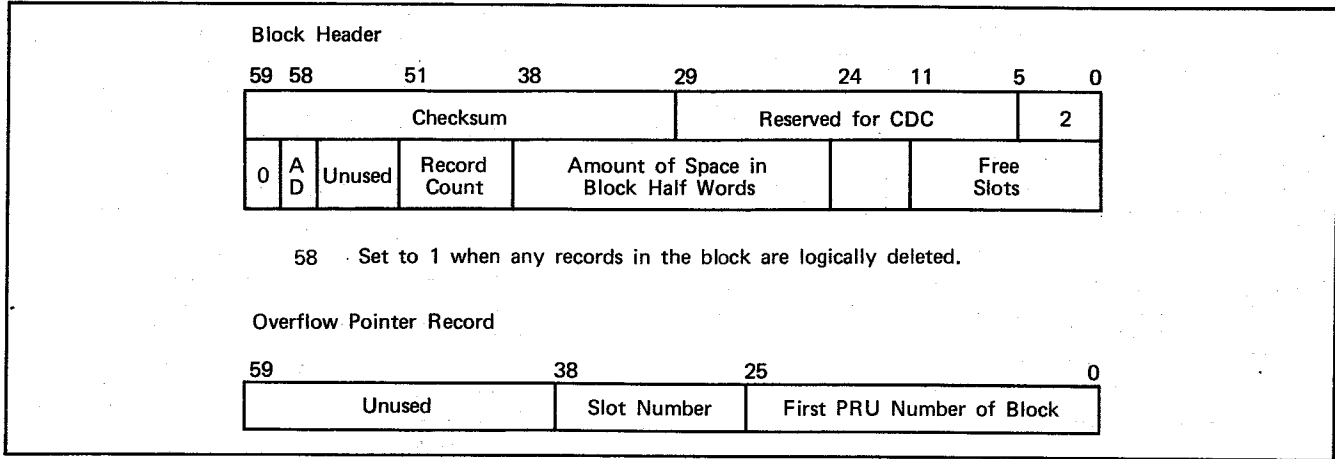 Block Header
59 58 51 38 29 24 11 5 0
Checksum Reserved for CDC 2
0 A D Unused Record Count Amount of Space in Block Half Words Free Slots
58 Set to 1 when any records in the block are logically deleted.
Overflow Pointer Record
59 38 25 0
Unused Slot Number First PRU Number of Block